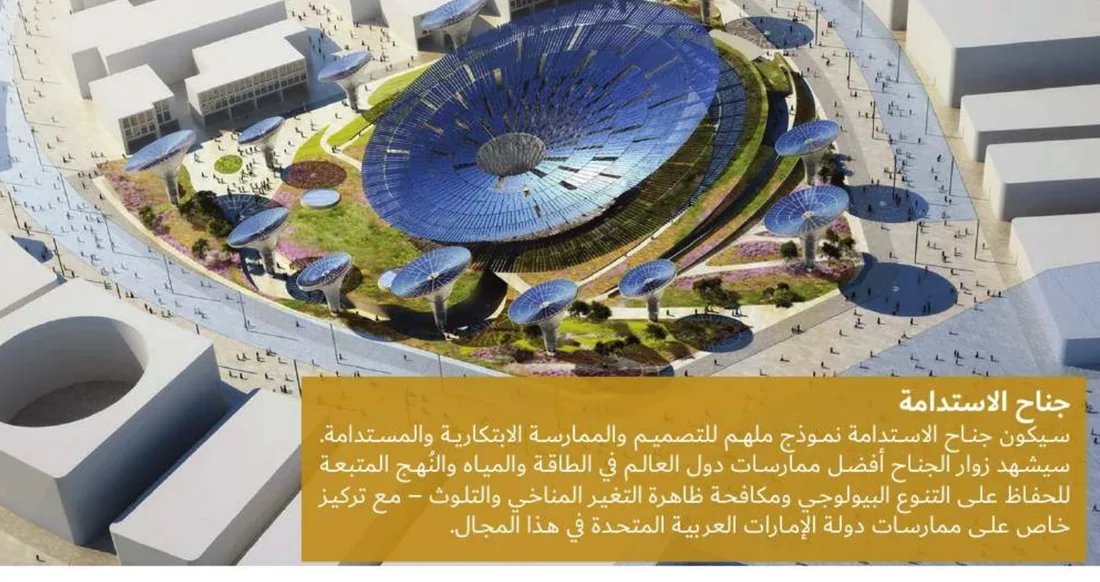 جناح الاستدامة
سيكون جناح الاستدامة نموذج ملهم للتصميم والممارسة الابتكارية والمستدامة.
سيشهد زوار الجناح أفضل ممارسات دول العالم في الطاقة والمياه والنُهج المتبعة
للحفاظ على التنوع البيولوجي ومكافحة ظاهرة التغير المناخي والتلوث – مع تركيز
خاص على ممارسات دولة الإمارات العربية المتحدة في هذا المجال.